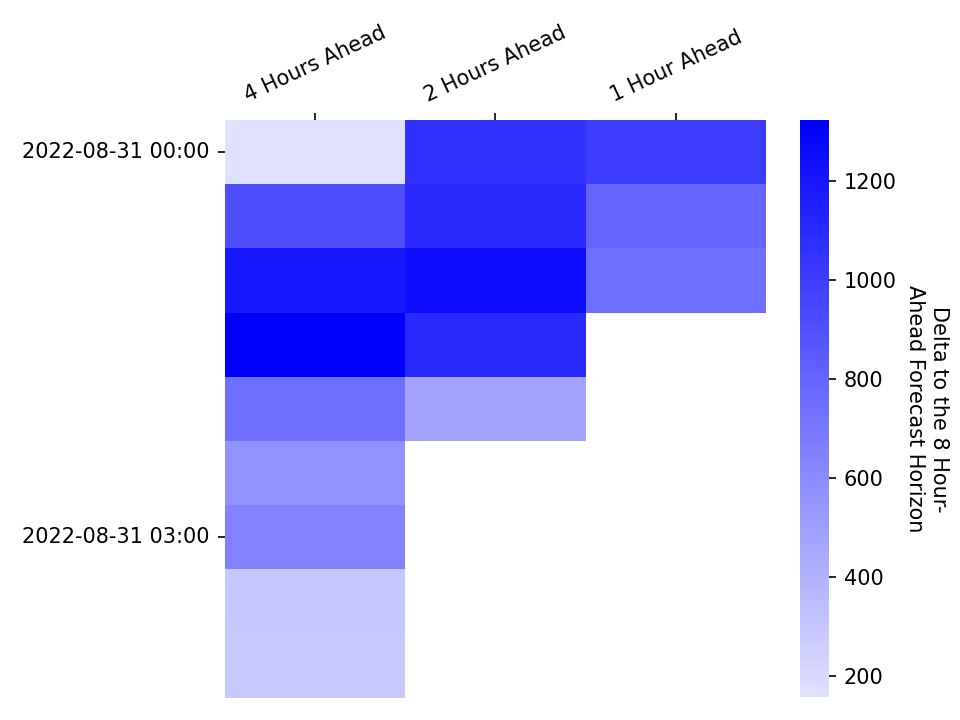 4 Hours Ahead
2 Hours Ahead
1 Hour Ahead
2022-08-31 00:00
2022-08-31 03:00
1200
1000
800
600
400
200
Delta to the 8 Hour-
Ahead Forecast Horizon